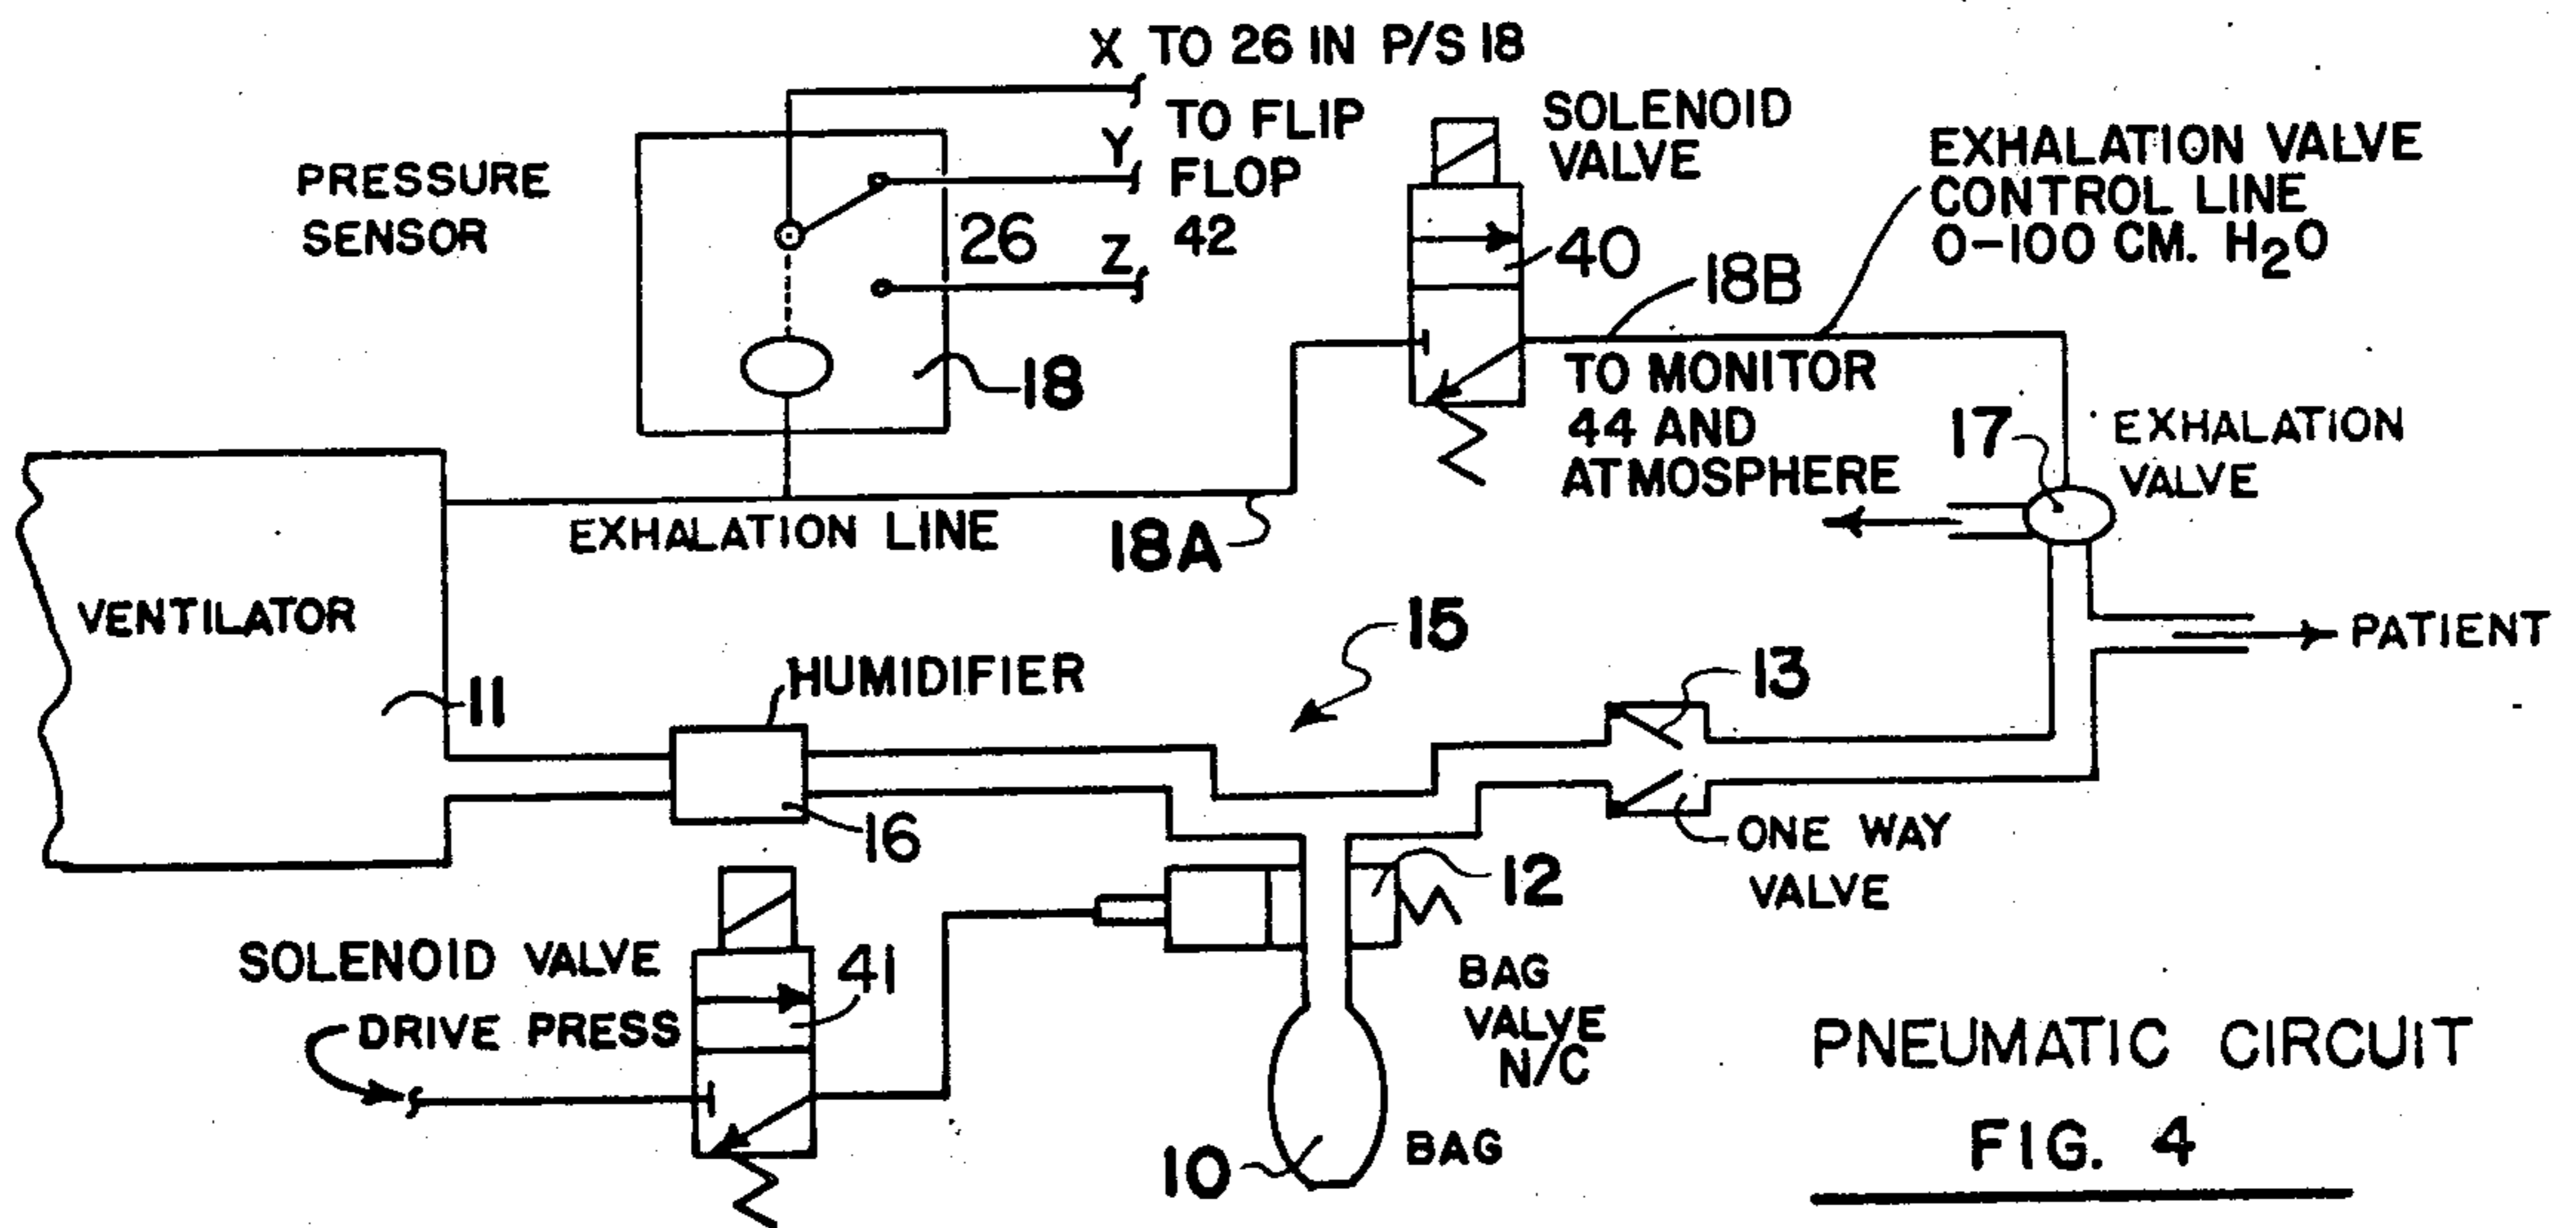 X TO 26 IN P/S 18
Y TO FLIP
FLOP
42
Z
PRESSURE
SENSOR
26
18
SOLENOID
VALVE
40
18B
EXHALATION VALVE
CONTROL LINE
0-100 CM. H2O
TO MONITOR
44 AND
ATMOSPHERE
17
EXHALATION
VALVE
EXHALATION LINE
18A
VENTILATOR
11
HUMIDIFIER
16
15
13
PATIENT
ONE WAY
VALVE
12
BAG
VALVE
N/C
SOLENOID VALVE
41
DRIVE PRESS
10
BAG
PNEUMATIC CIRCUIT
FIG. 4